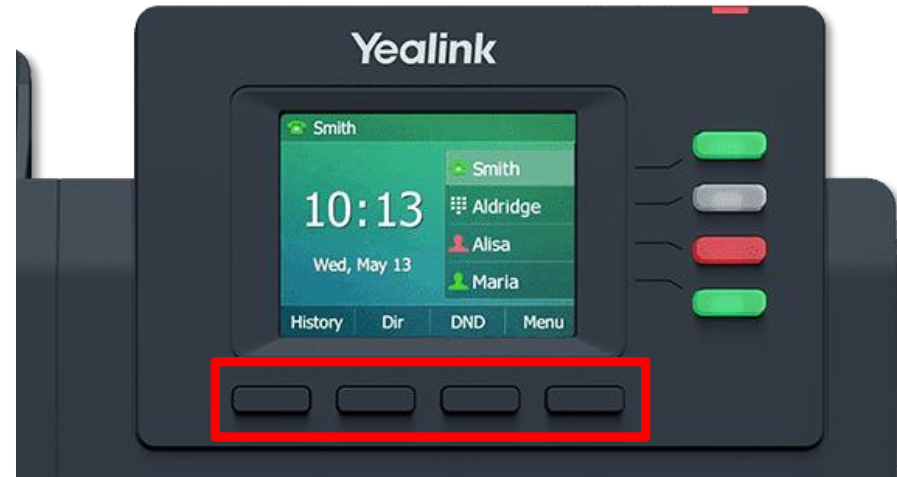 Yealink
Smith
Smith
10:13
Aldridge
Alisa
Wed, May 13
Maria
History Dir DND Menu